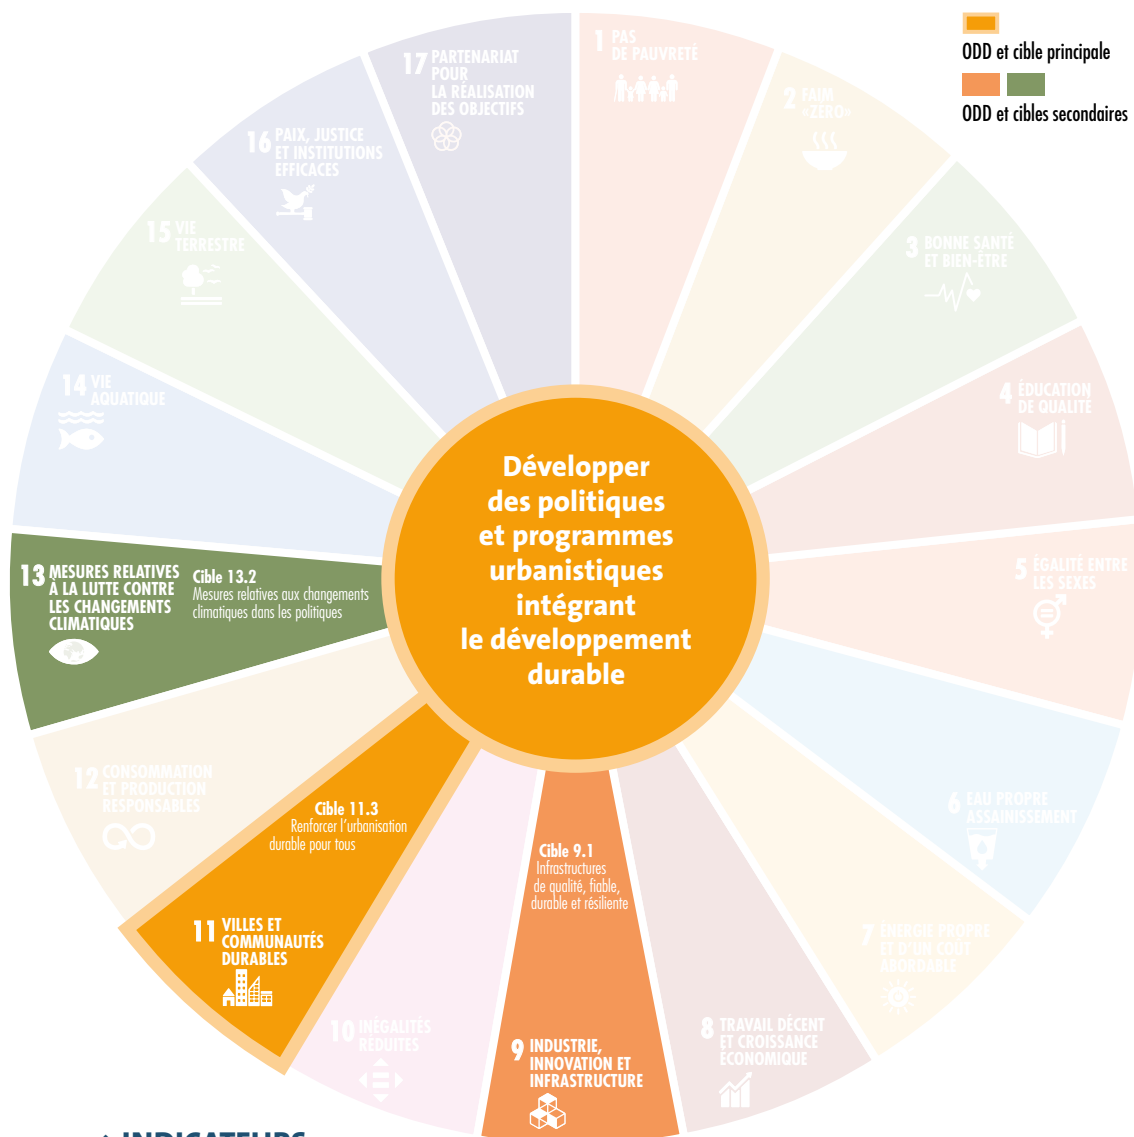 ODD et cible principale
ODD et cibles secondaires
1 PAS
DE PAUVRETÉ
2 FAIM
«ZERO»
3 BONNE SANTÉ
ET BIEN-ÊTRE
4 ÉDUCATION
DE QUALITÉ
5 ÉGALITÉ ENTRE
LES SEXES
6 EAU PROPRE
ASSAINISSEMENT
7 ENERGIE PROPRE
ET D'UN COÛT
ABORDABLE
8 TRAVAIL DÉCENT
ET CROISSANCE
ECONOMIQUE
9 INDUSTRIE,
INNOVATION ET
INFRASTRUCTURE
Cible 9.1
Infrastructures
de qualité, fiable,
durable et résiliente
10 INÉGALITÉS
RÉDUITES
11 VILLES ET
COMMUNAUTÉS
DURABLES
Cible 11.3
Renforcer l'urbanisation
durable pour tous
12 CONSOMMATION
ET PRODUCTION
RESPONSABLES
13 MESURES RELATIVES
À LA LUTTE CONTRE
LES CHANGEMENTS
CLIMATIQUES
Cible 13.2
Mesures relatives aux changements
climatiques dans les politiques
14 VIE
AQUATIQUE
15 VIE
TERRESTRE
16 PAIX, JUSTICE
ET INSTITUTIONS
EFFICACES
17 PARTENARIAT
POUR
LA RÉALISATION
DES OBJECTIFS
Développer
des politiques
et programmes
urbanistiques
intégrant
le développement
durable
INDICATEURS